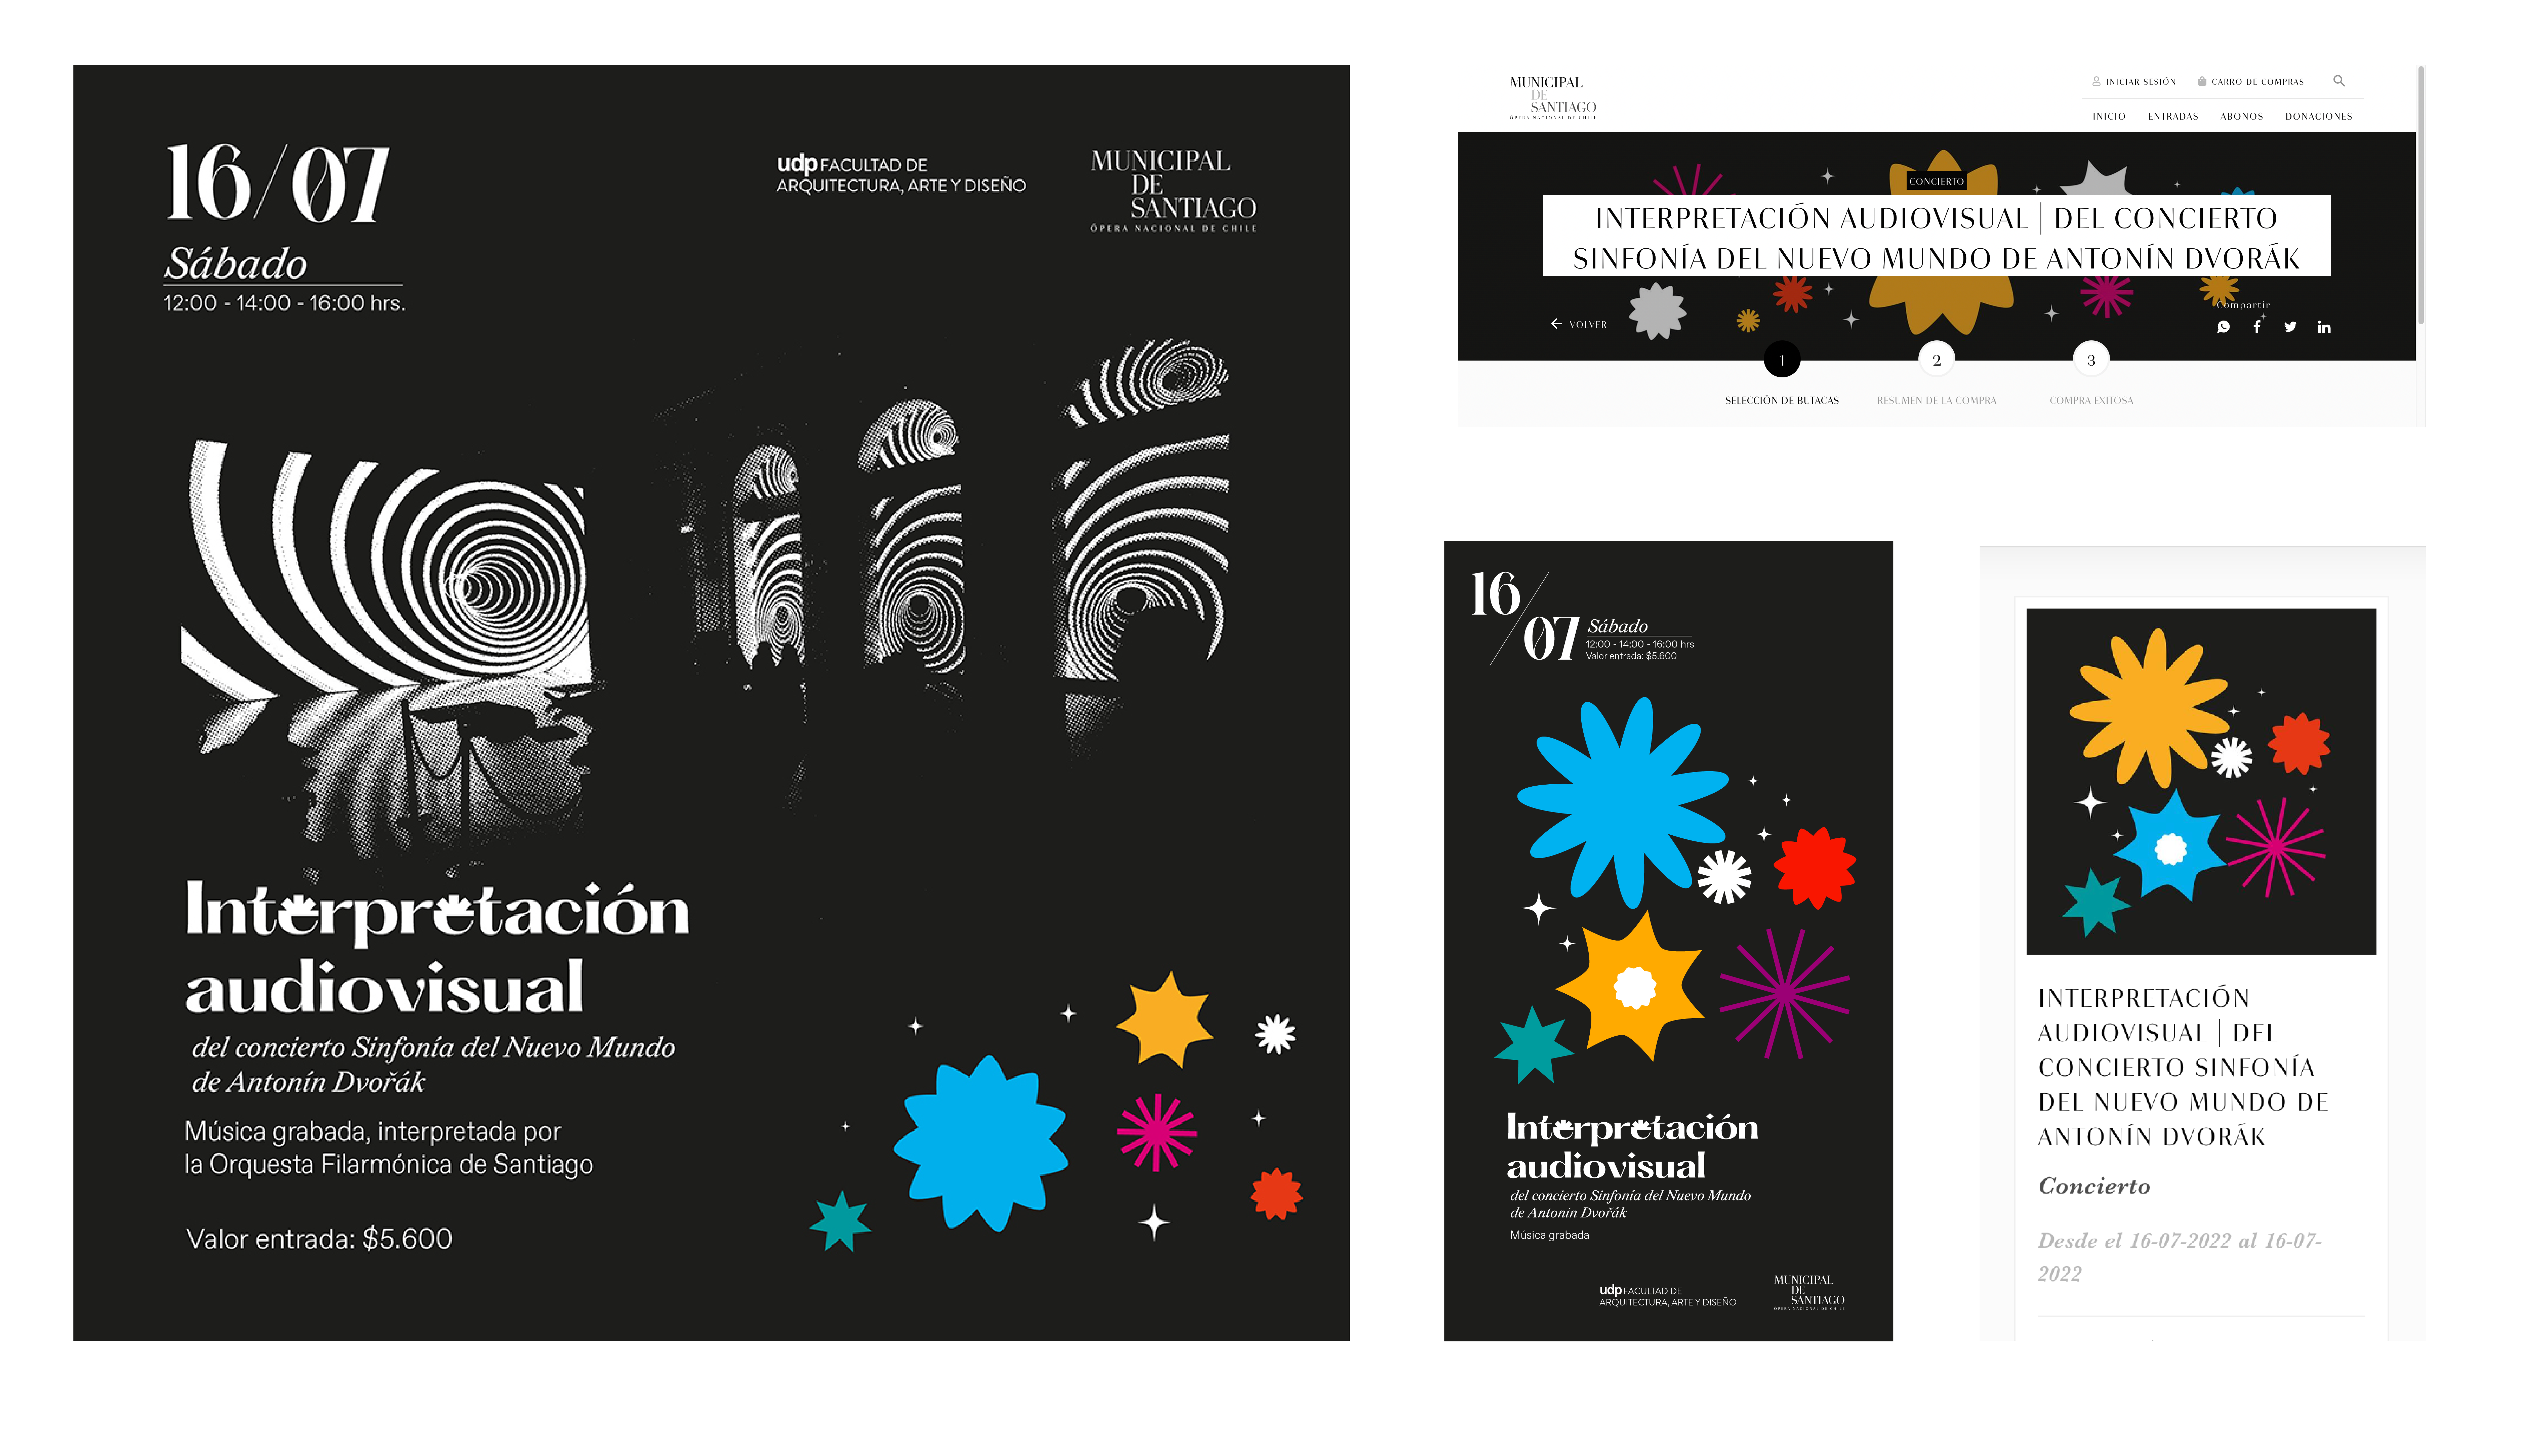 16/07
Sábado
12:00 - 14:00 - 16:00 hrs.
udp FACULTAD DE
ARQUITECTURA, ARTE Y DISEÑO
MUNICIPAL
DE
SANTIAGO
ÓPERA NACIONAL DE CHILE
Interpretación
audiovisual
del concierto Sinfonía del Nuevo Mundo
de Antonín Dvořák
Música grabada, interpretada por
la Orquesta Filarmónica de Santiago
Valor entrada: $5.600
MUNICIPAL
DE
SANTIAGO
ÓPERA NACIONAL DE CHILE
INICIAR SESIÓN
CARRO DE COMPRAS
INICIO ENTRADAS ABONOS DONACIONES
CONCIERTO
INTERPRETACIÓN AUDIOVISUAL | DEL CONCIERTO
SINFONÍA DEL NUEVO MUNDO DE ANTONÍN DVORÁK
Compartir
VOLVER
1 2 3
SELECCIÓN DE BUTACAS RESUMEN DE LA COMPRA COMPRA EXITOSA
16/
07
Sábado
12:00 - 14:00 - 16:00 hrs
Valor entrada: $5.600
Interpretación
audiovisual
del concierto Sinfonía del Nuevo Mundo
de Antonín Dvořák
Música grabada
udp FACULTAD DE
ARQUITECTURA, ARTE Y DISEÑO
MUNICIPAL
DE
SANTIAGO
ÓPERA NACIONAL DE CHILE
INTERPRETACIÓN
AUDIOVISUAL | DEL
CONCIERTO SINFONÍA
DEL NUEVO MUNDO DE
ANTONÍN DVORÁK
Concierto
Desde el 16-07-2022 al 16-07-
2022